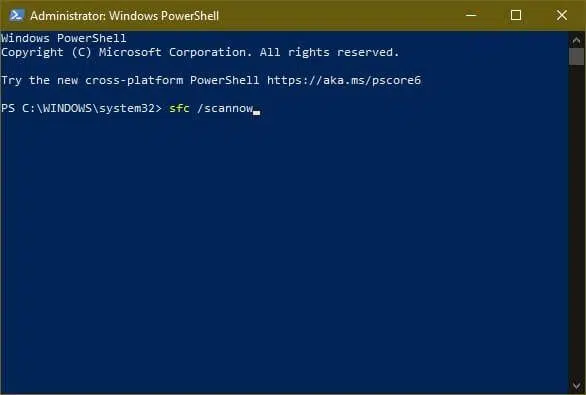 Administrator: Windows PowerShell
Windows PowerShell
Copyright (C) Microsoft Corporation. All rights reserved.
Try the new cross-platform PowerShell https://aka.ms/pscore6
PS C:\WINDOWS\system32> sfc /scannow